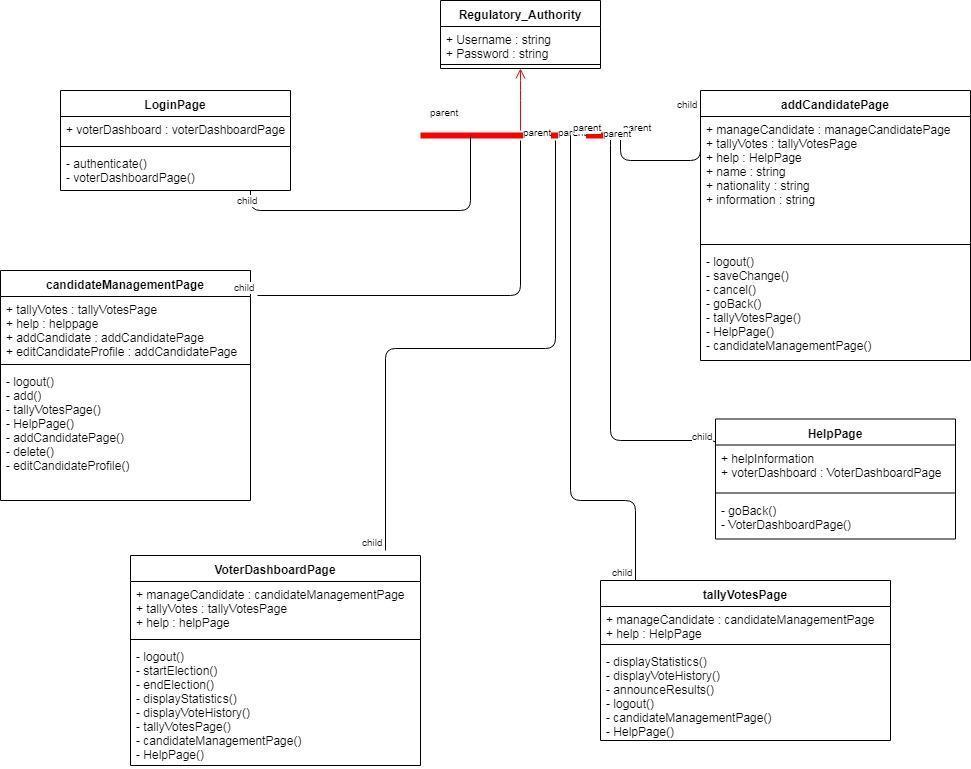 Regulatory_Authority
+ Username : string
+ Password : string
LoginPage
+ voterDashboard : voterDashboardPage
- authenticate()
- voterDashboardPage()
child
parent
parent
parent
parent
parent
parent
child
addCandidatePage
+ manageCandidate : manageCandidatePage
+ tallyVotes : tallyVotesPage
+ help : HelpPage
+ name : string
+ nationality : string
+ information : string
- logout()
- saveChange()
- cancel()
- goBack()
- tallyVotesPage()
- HelpPage()
- candidateManagementPage()
candidateManagementPage
child
+ tallyVotes : tallyVotesPage
+ help : helppage
+ addCandidate : addCandidatePage
+ editCandidateProfile : addCandidatePage
- logout()
- add()
- tallyVotesPage()
- HelpPage()
- addCandidatePage()
- delete()
- editCandidateProfile()
child
HelpPage
+ helpInformation
+ voterDashboard : VoterDashboardPage
- goBack()
- VoterDashboardPage()
child
VoterDashboardPage
+ manageCandidate : candidateManagementPage
+ tallyVotes : tallyVotesPage
+ help : helpPage
- logout()
- startElection()
- endElection()
- displayStatistics()
- displayVoteHistory()
- tallyVotesPage()
- candidateManagementPage()
- HelpPage()
child
tallyVotesPage
+ manageCandidate : candidateManagementPage
+ help : HelpPage
- displayStatistics()
- displayVoteHistory()
- announceResults()
- logout()
- candidateManagementPage()
- HelpPage()